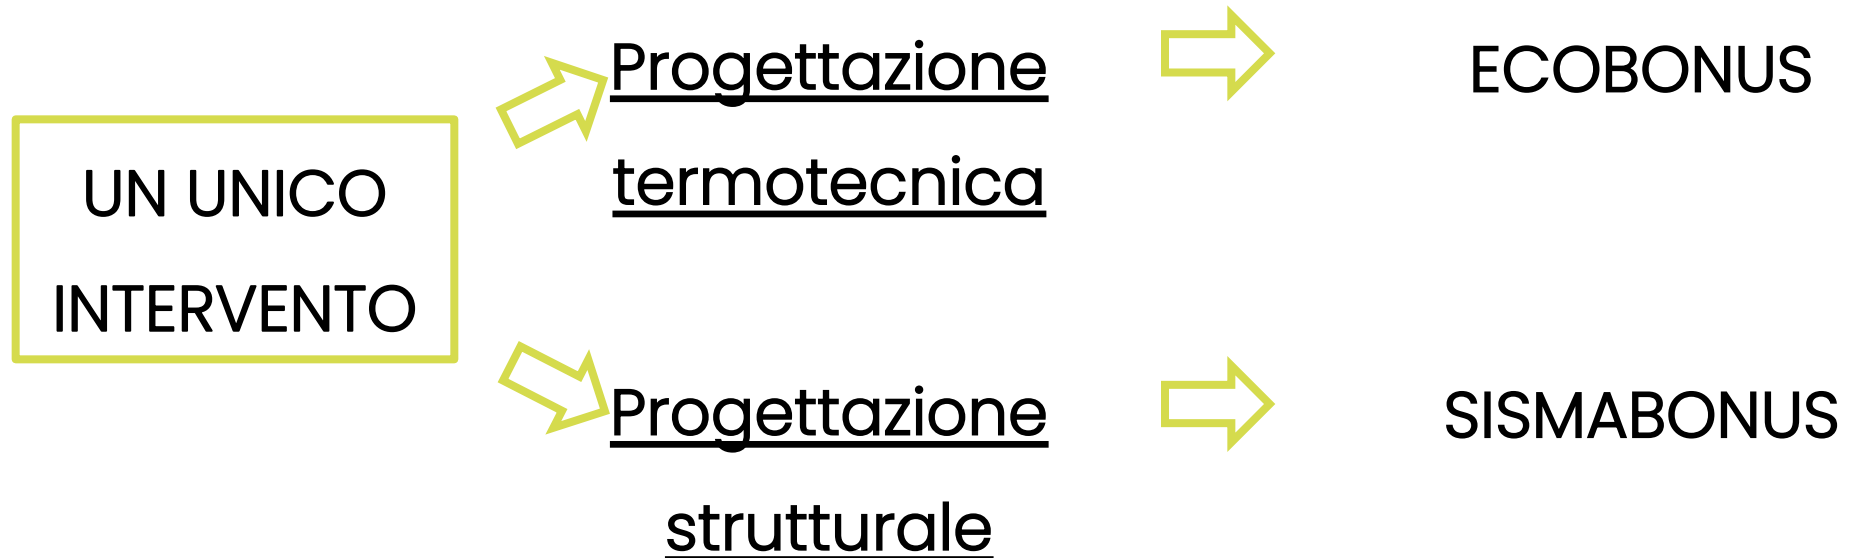 UN UNICO
INTERVENTO
Progettazione
termotecnica
ECOBONUS
Progettazione
strutturale
SISMABONUS